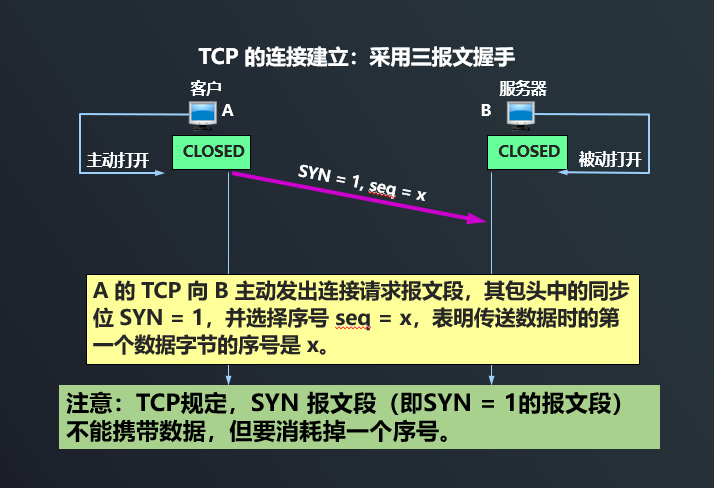 TCP 的连接建立：采用三报文握手
客户
服务器
A
B
CLOSED
CLOSED
主动打开
被动打开
SYN = 1, seq = x
A 的 TCP 向 B 主动发出连接请求报文段，其包头中的同步
位 SYN = 1，并选择序号 seq = x，表明传送数据时的第
一个数据字节的序号是 x。
注意：TCP规定，SYN 报文段（即SYN = 1的报文段）
不能携带数据，但要消耗掉一个序号。